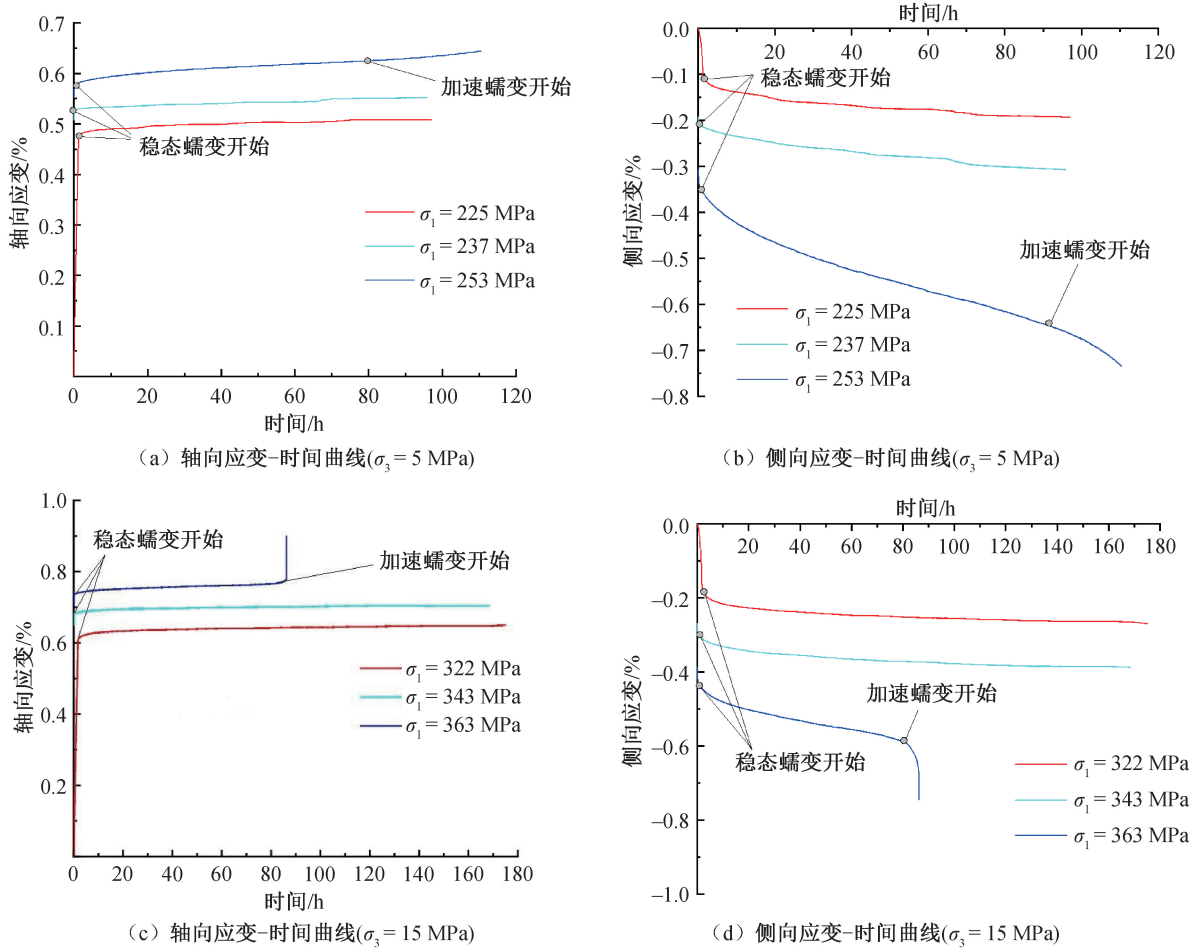 0.7
0.6
0.5
0.4
0.3
0.2
0.1
轴向应变/%
加速蠕变开始
稳态蠕变开始
σ1 = 225 MPa
σ1 = 237 MPa
σ1 = 253 MPa
0 20 40 60 80 100 120
时间/h
(a) 轴向应变–时间曲线(σ3 = 5 MPa)
时间/h
20 40 60 80 100 120
0.0
–0.1
–0.2
–0.3
–0.4
–0.5
–0.6
–0.7
–0.8
侧向应变/%
稳态蠕变开始
加速蠕变开始
σ1 = 225 MPa
σ1 = 237 MPa
σ1 = 253 MPa
(b) 侧向应变–时间曲线(σ3 = 5 MPa)
1.0
0.8
0.6
0.4
0.2
轴向应变/%
稳态蠕变开始
加速蠕变开始
σ1 = 322 MPa
σ1 = 343 MPa
σ1 = 363 MPa
0 20 40 60 80 100 120 140 160 180
时间/h
(c) 轴向应变–时间曲线(σ3 = 15 MPa)
时间/h
20 40 60 80 100 120 140 160 180
0.0
–0.2
–0.4
–0.6
–0.8
–1.0
侧向应变/%
加速蠕变开始
稳态蠕变开始
σ1 = 322 MPa
σ1 = 343 MPa
σ1 = 363 MPa
(d) 侧向应变–时间曲线(σ3 = 15 MPa)